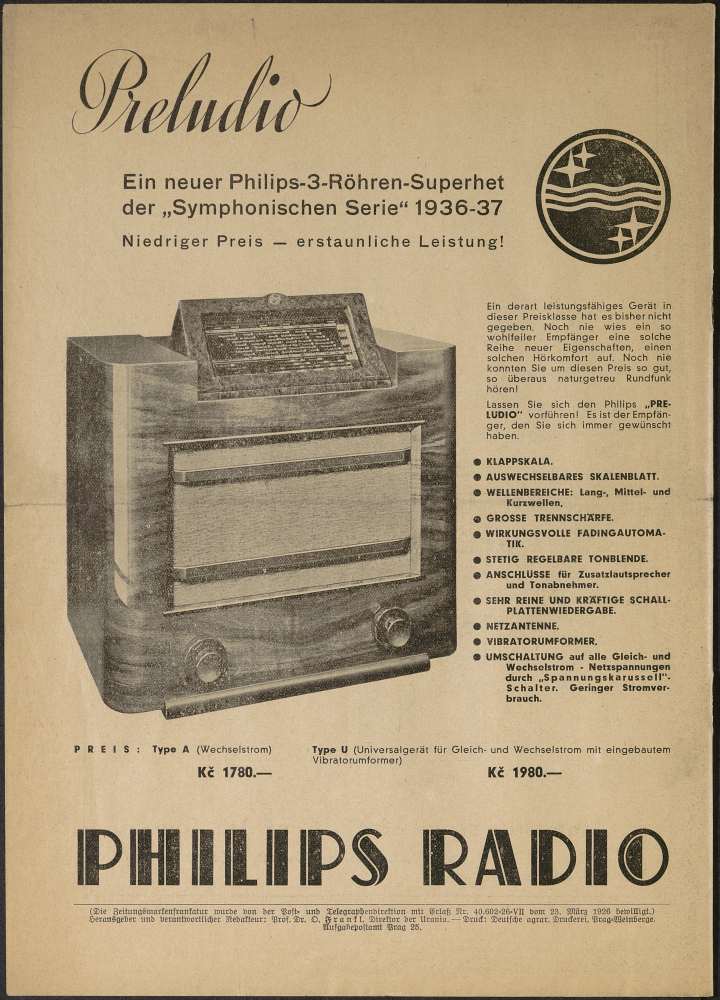 Preludio
Ein neuer Philips-3-Röhren-Superhet
der „Symphonischen Serie“ 1936-37
Niedriger Preis — erstaunliche Leistung!
Ein derart leistungsfähiges Gerät in
dieser Preisklasse hat es bisher nicht
gegeben. Noch nie wies ein so
wohlfeiler Empfänger eine solche
Reihe neuer Eigenschaften, einen
solchen Hörkomfort auf. Noch nie
konnten Sie um diesen Preis so gut,
so überaus naturgetreu Rundfunk
hören!
Lassen Sie sich den Philips „PRE-
LUDIO“ vorführen! Es ist der Empfän-
ger, den Sie sich immer gewünscht
haben.
● KLAPPSKALA.
● AUSWECHSELBARES SKALENBLATT.
● WELLENBEREICHE: Lang-, Mittel- und
Kurzwellen.
● GROSSE TRENNSCHÄRFE.
● WIRKUNGSVOLLE FADINGAUTOMA-
TIK.
● STETIG REGELBARE TONBLENDE.
● ANSCHLÜSSE für Zusatzlautsprecher
und Tonabnehmer.
● SEHR REINE UND KRÄFTIGE SCHALL-
PLATTENWIEDERGABE.
● NETZANTENNE.
● VIBRATORUMFORMER.
● UMSCHALTUNG auf alle Gleich- und
Wechselstrom - Netzspannungen
durch „Spannungskarussell“-
Schalter. Geringer Stromver-
brauch.
PREIS: Type A (Wechselstrom)
Kč 1780.—
Type U (Universalgerät für Gleich- und Wechselstrom mit eingebautem
Vibratorumformer)
Kč 1980.—
PHILIPS RADIO
(Die Zeitungsmarkenfrankatur wurde von der Post- und Telegraphendirektion mit Erlaß Nr. 40.602-26-VII vom 23. März 1926 bewilligt.)
Herausgeber und verantwortlicher Redakteur: Prof. Dr. O. Frankl, Direktor der Urania. — Druck: Deutsche agrar. Druckerei, Prag-Weinberge.
Aufgabepostamt Prag 25.